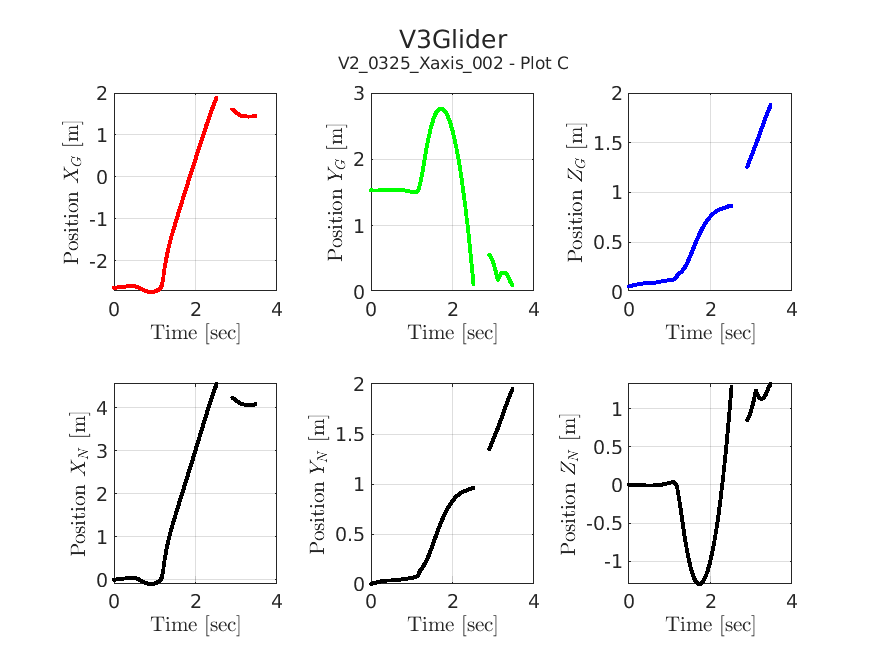 V3Glider
V2_0325_Xaxis_002 - Plot C
Position X_G [m]
2
1
0
-1
-2
0 2 4
Time [sec]
Position Y_G [m]
3
2
1
0
0 2 4
Time [sec]
Position Z_G [m]
2
1.5
1
0.5
0
0 2 4
Time [sec]
Position X_N [m]
4
3
2
1
0
0 2 4
Time [sec]
Position Y_N [m]
2
1.5
1
0.5
0
0 2 4
Time [sec]
Position Z_N [m]
1
0.5
0
-0.5
-1
0 2 4
Time [sec]